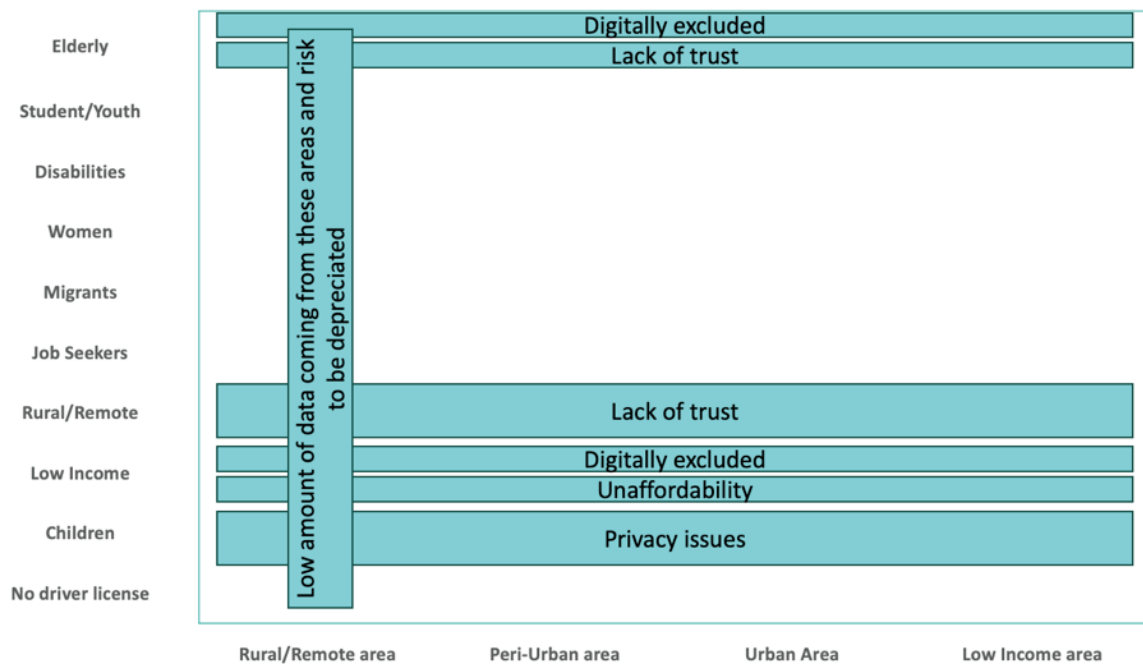 Digitally excluded
Elderly
Lack of trust
Student/Youth
Disabilities
Women
Migrants
Job Seekers
Low amount of data coming from these areas and risk
to be depreciated
Rural/Remote
Lack of trust
Digitally excluded
Low Income
Unaffordability
Children
Privacy issues
No driver license
Rural/Remote area
Peri-Urban area
Urban Area
Low Income area